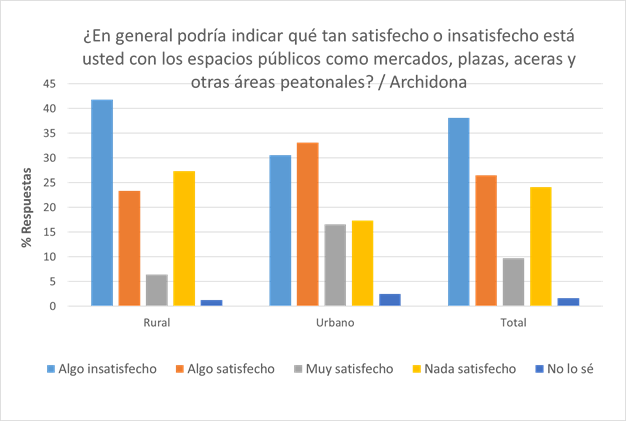 ¿En general podría indicar qué tan satisfecho o insatisfecho está
usted con los espacios públicos como mercados, plazas, aceras y
otras áreas peatonales? / Archidona
45
40
35
30
25
20
15
10
5
0
% Respuestas
Rural Urbano Total
Algo insatisfecho Algo satisfecho Muy satisfecho Nada satisfecho No lo sé